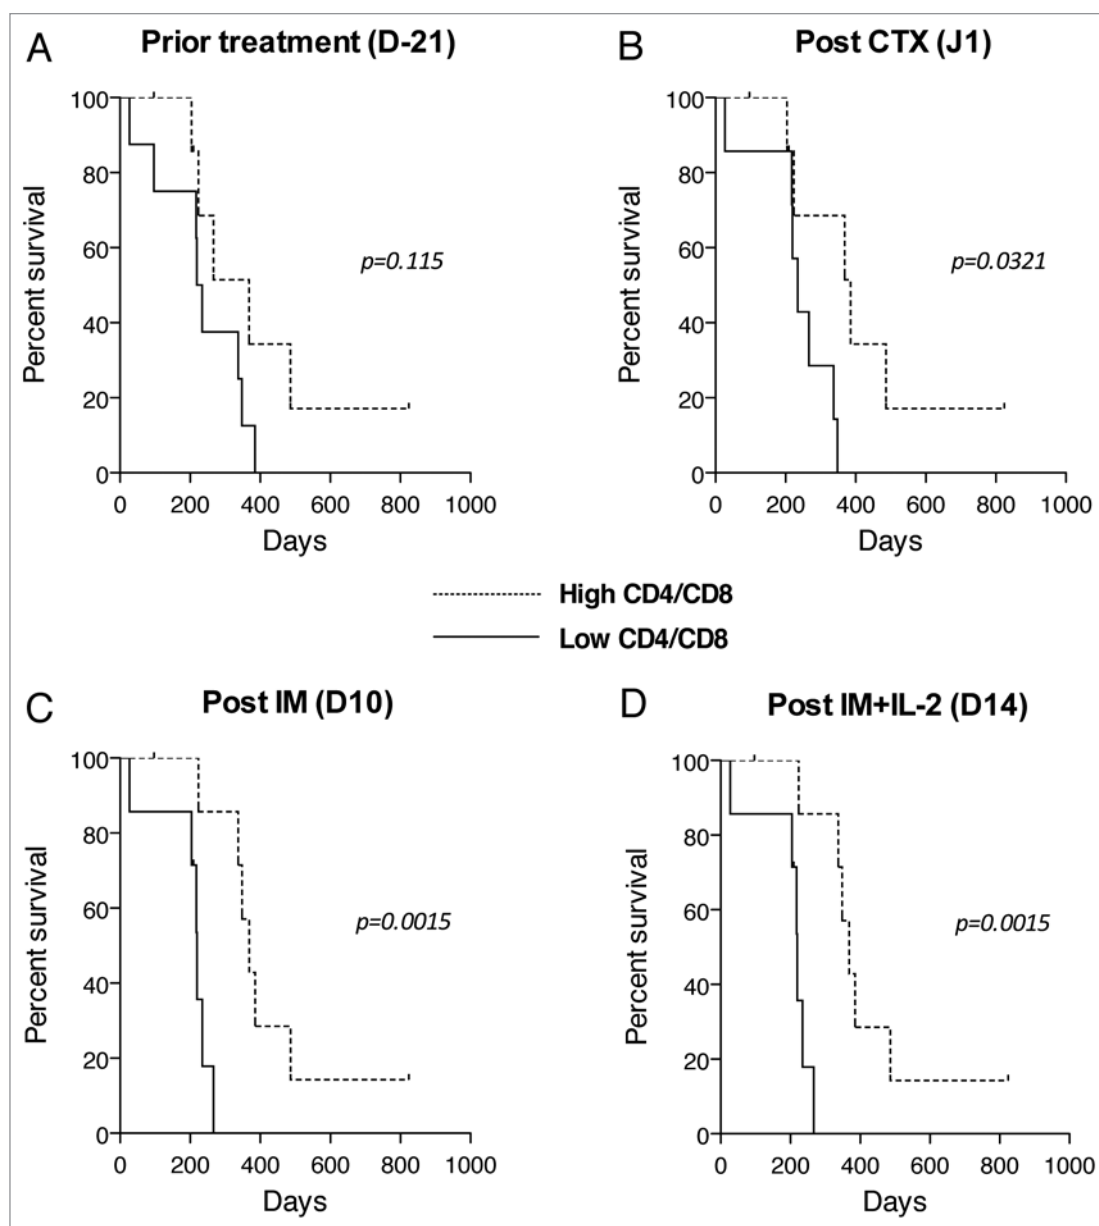 A
Prior treatment (D-21)
100
80
60
40
20
0
Percent survival
p=0.115
0 200 400 600 800 1000
Days
B
Post CTX (J1)
100
80
60
40
20
0
Percent survival
p=0.0321
0 200 400 600 800 1000
Days
High CD4/CD8
Low CD4/CD8
C
Post IM (D10)
100
80
60
40
20
0
Percent survival
p=0.0015
0 200 400 600 800 1000
Days
D
Post IM+IL-2 (D14)
100
80
60
40
20
0
Percent survival
p=0.0015
0 200 400 600 800 1000
Days